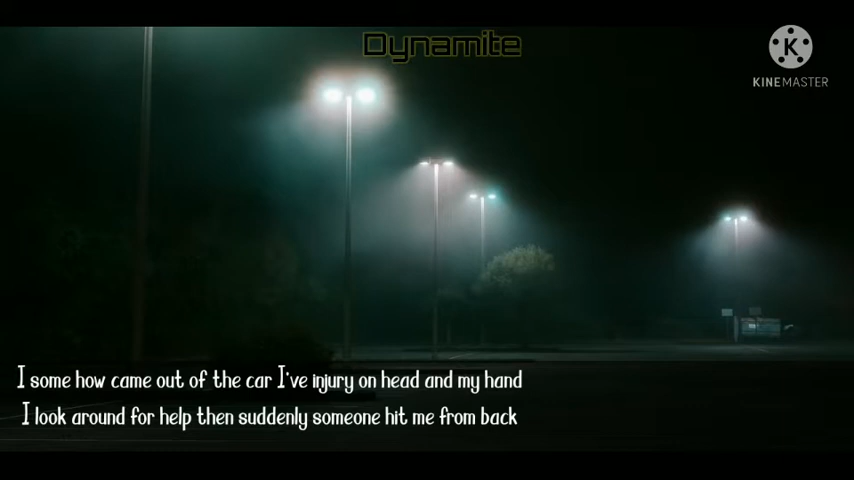 Dynamite
K
KINEMASTER
I some how came out of the car I've injury on head and my hand
I look around for help then suddenly someone hit me from back